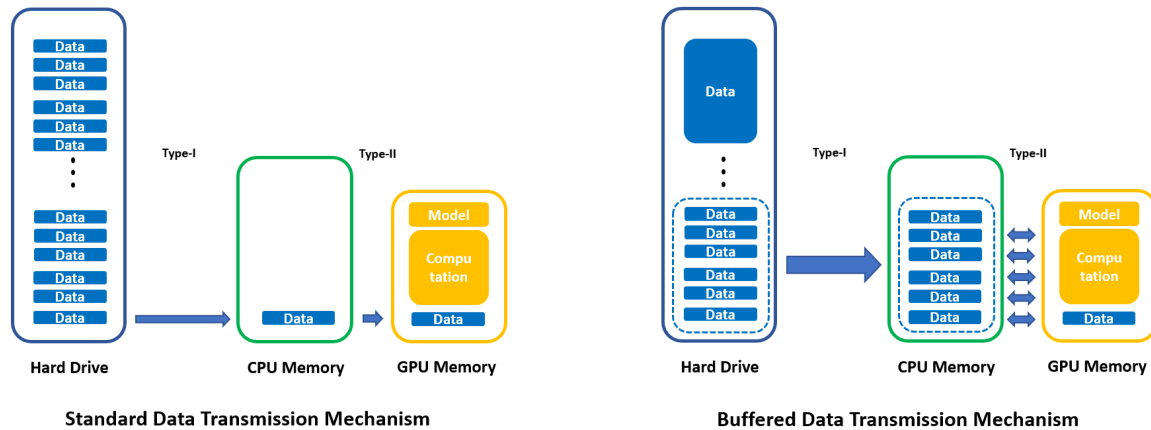 Data
Data
Data
Data
Data
Data
Data
Data
Data
Data
Data
Data
Type-I
Type-II
Data
Model
Compu
tation
Data
Hard Drive
CPU Memory
GPU Memory
Standard Data Transmission Mechanism
Data
Data
Data
Data
Data
Data
Data
Type-I
Type-II
Data
Data
Data
Data
Data
Data
Model
Compu
tation
Data
Hard Drive
CPU Memory
GPU Memory
Buffered Data Transmission Mechanism